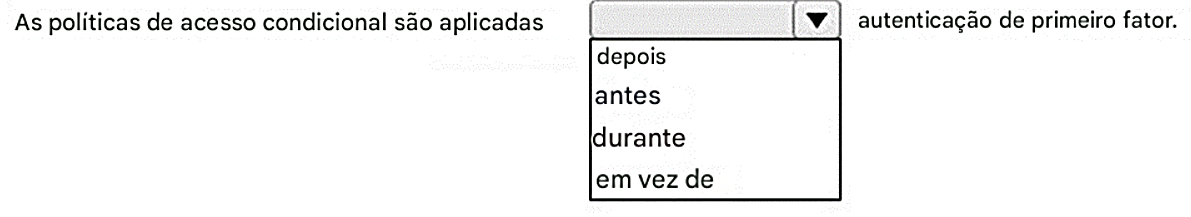 As políticas de acesso condicional são aplicadas
autenticação de primeiro fator.
depois
antes
durante
em vez de